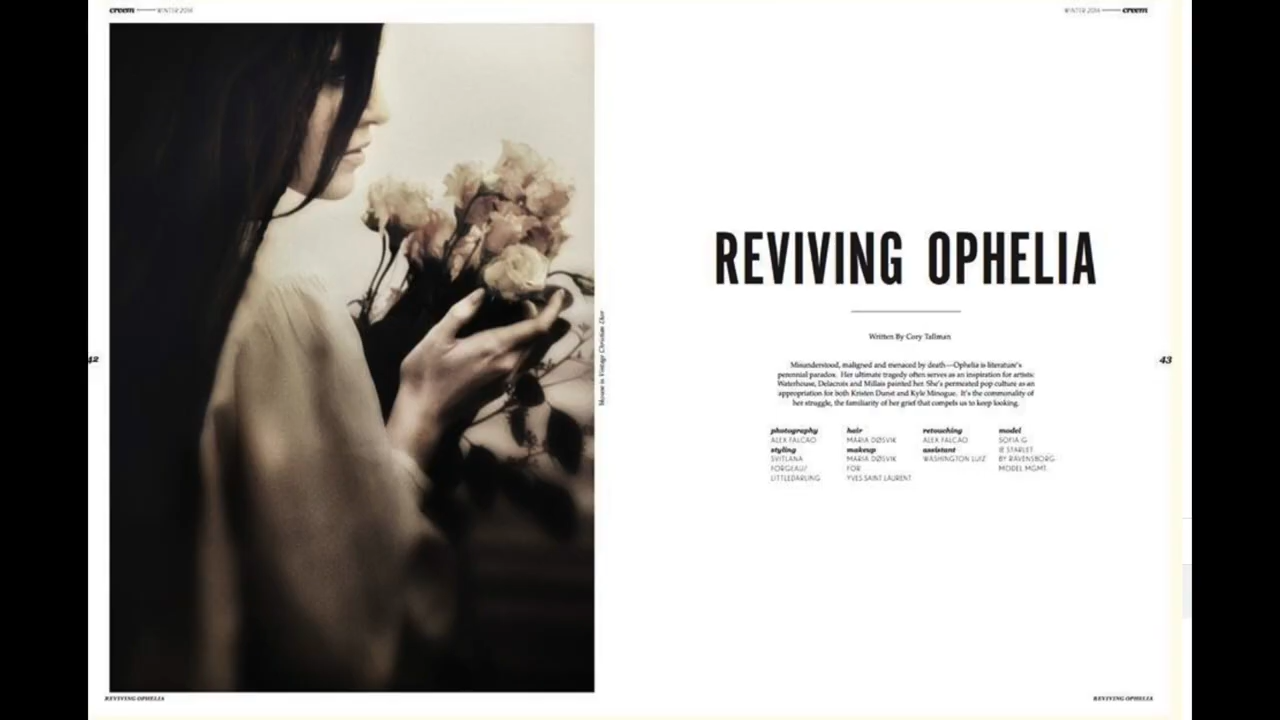 creem WINTER 2014
WINTER 2014 creem
42
Blouse is Vintage Christian Dior
REVIVING OPHELIA
Written By Cory Tallman
Misunderstood, maligned and menaced by death—Ophelia is literature's
perennial paradox. Her ultimate tragedy often serves as an inspiration for artists:
Waterhouse, Delacroix and Millais painted her. She's permeated pop culture as an
appropriation for both Kristen Dunst and Kyle Minogue. It's the commonality of
her struggle, the familiarity of her grief that compels us to keep looking.
photography
ALEX FALCAO
styling
SVITLANA
FORGEAU/
LITTLEDARLING
hair
MARIA DØSVIK
makeup
MARIA DØSVIK
FOR
YVES SAINT LAURENT
retouching
ALEX FALCAO
assistant
WASHINGTON LUIZ
model
SOFIA G
LE STARLET
BY RAVENSBORG
MODEL MGMT.
43
REVIVING OPHELIA
REVIVING OPHELIA